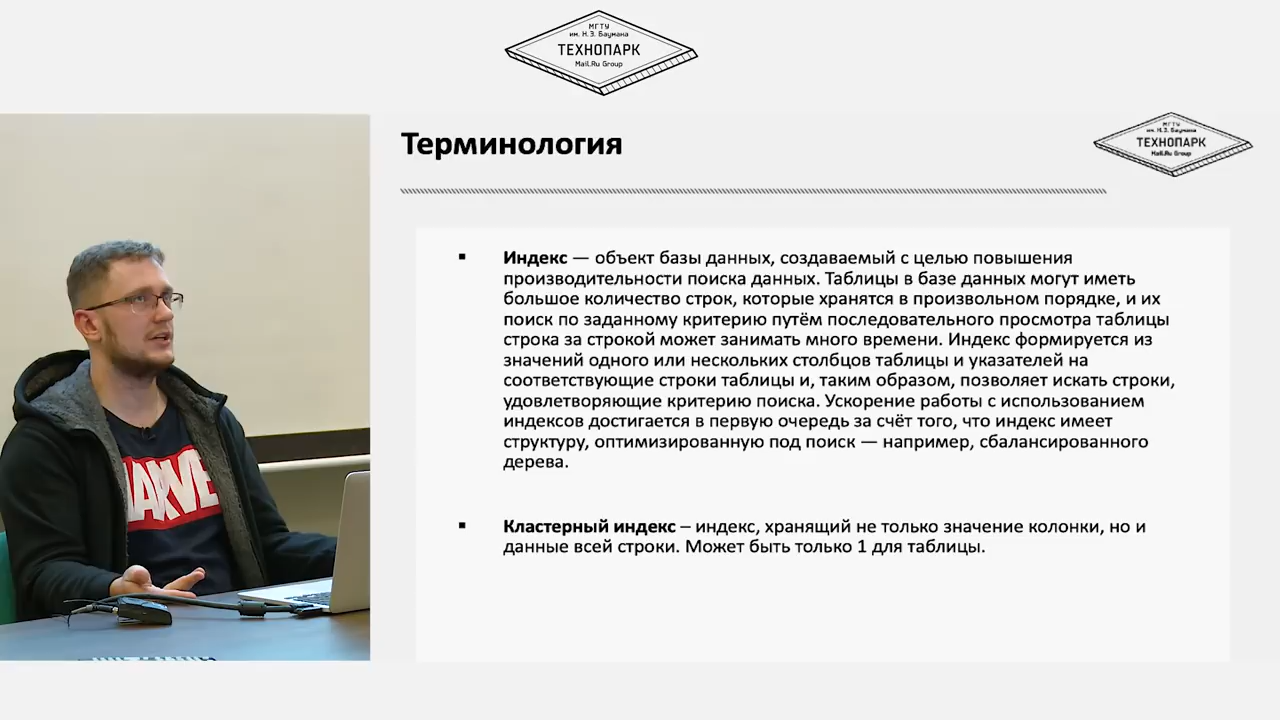 МГТУ
им. Н.Э. Баумана
ТЕХНОПАРК
Mail.Ru Group
Терминология
МГТУ
им. Н.Э. Баумана
ТЕХНОПАРК
Mail.Ru Group
▪ Индекс — объект базы данных, создаваемый с целью повышения
производительности поиска данных. Таблицы в базе данных могут иметь
большое количество строк, которые хранятся в произвольном порядке, и их
поиск по заданному критерию путём последовательного просмотра таблицы
строка за строкой может занимать много времени. Индекс формируется из
значений одного или нескольких столбцов таблицы и указателей на
соответствующие строки таблицы и, таким образом, позволяет искать строки,
удовлетворяющие критерию поиска. Ускорение работы с использованием
индексов достигается в первую очередь за счёт того, что индекс имеет
структуру, оптимизированную под поиск — например, сбалансированного
дерева.
▪ Кластерный индекс – индекс, хранящий не только значение колонки, но и
данные всей строки. Может быть только 1 для таблицы.
MARVEL